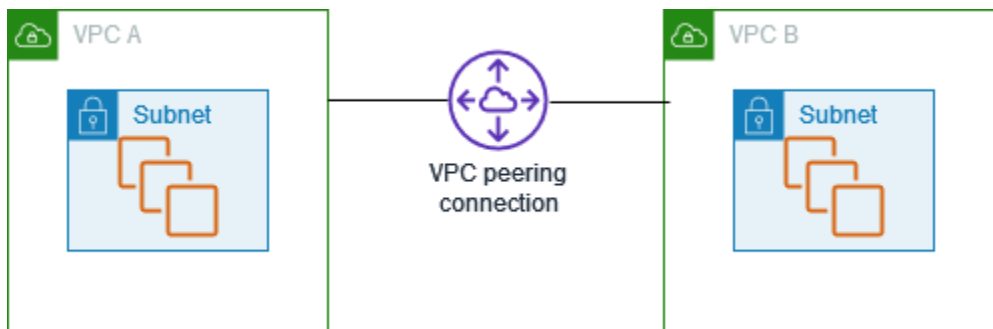 VPC A
VPC B
Subnet
Subnet
VPC peering
connection